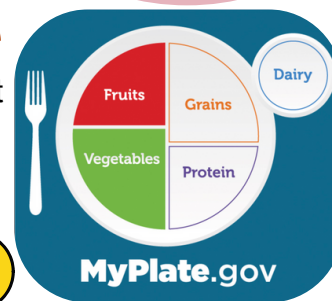 t
Dairy
Fruits
Grains
Vegetables
Protein
MyPlate.gov